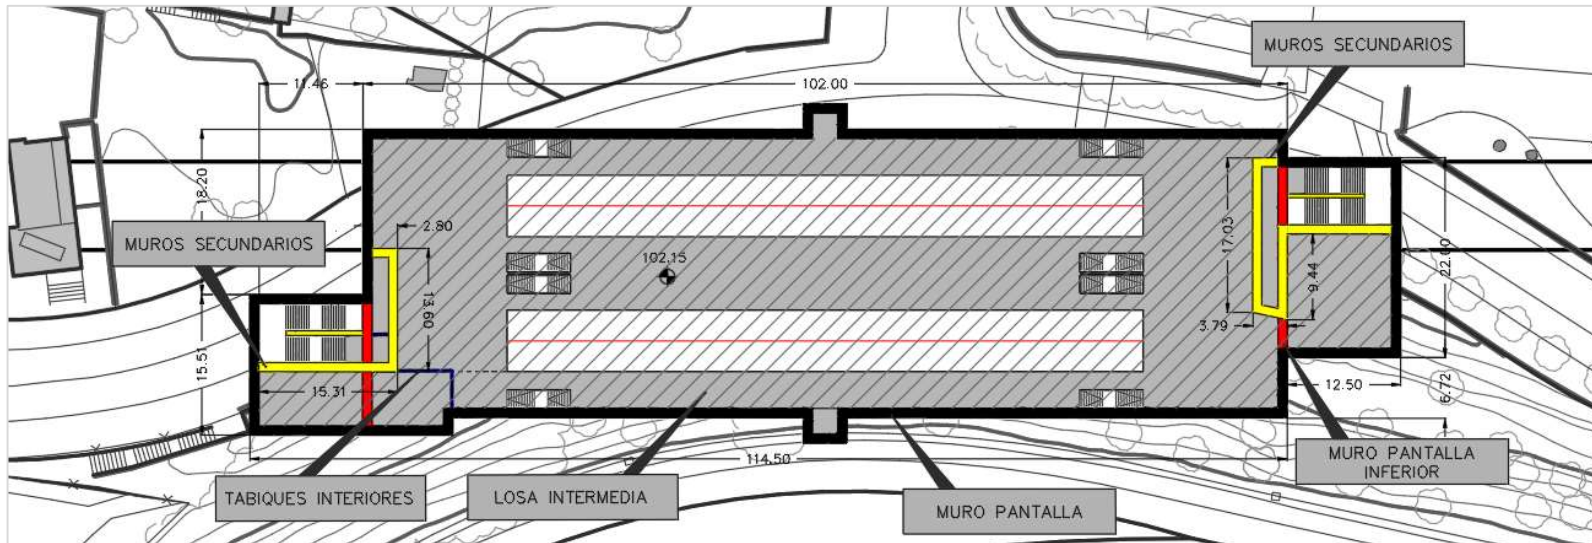 MUROS SECUNDARIOS
11.46
102.00
18.20
17.03
MUROS SECUNDARIOS
2.80
102.15
22.00
13.60
9.44
3.79
15.51
15.31
12.50
6.72
114.50
MURO PANTALLA
INFERIOR
TABIQUES INTERIORES
LOSA INTERMEDIA
MURO PANTALLA